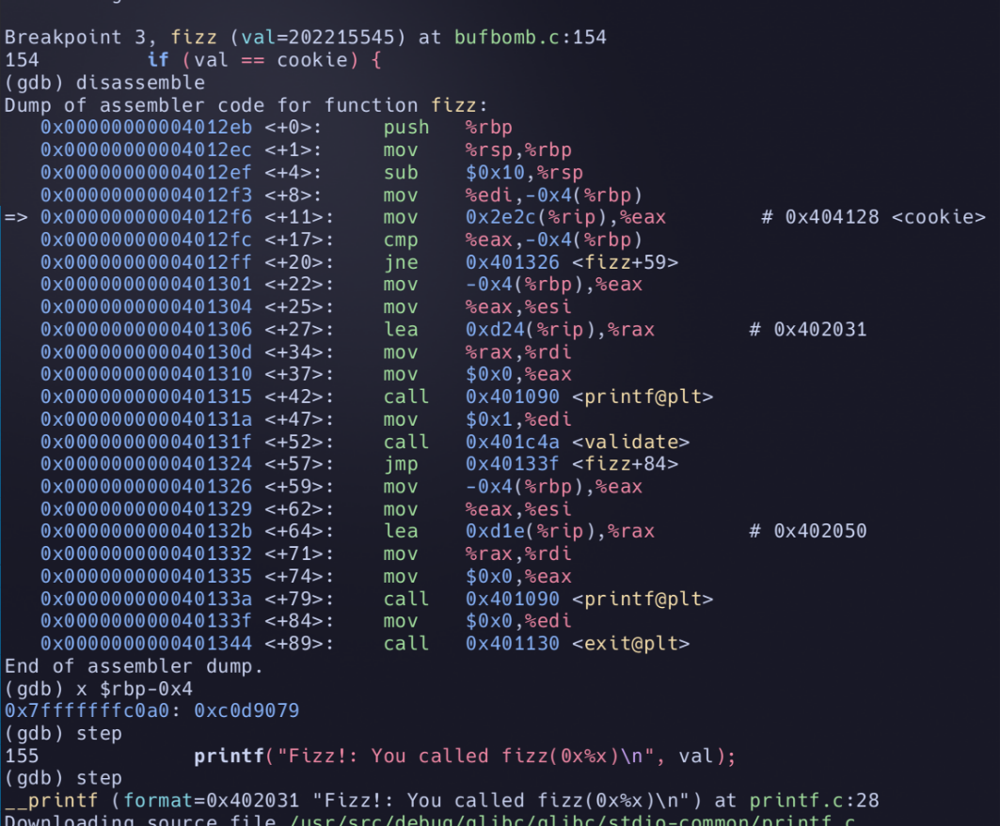 Breakpoint 3, fizz (val=202215545) at bufbomb.c:154
154 if (val == cookie) {
(gdb) disassemble
Dump of assembler code for function fizz:
0x00000000004012eb <+0>: push %rbp
0x00000000004012ec <+1>: mov %rsp,%rbp
0x00000000004012ef <+4>: sub $0x10,%rsp
0x00000000004012f3 <+8>: mov %edi,-0x4(%rbp)
=> 0x00000000004012f6 <+11>: mov 0x2e2c(%rip),%eax # 0x404128 <cookie>
0x00000000004012fc <+17>: cmp %eax,-0x4(%rbp)
0x00000000004012ff <+20>: jne 0x401326 <fizz+59>
0x0000000000401301 <+22>: mov -0x4(%rbp),%eax
0x0000000000401304 <+25>: mov %eax,%esi
0x0000000000401306 <+27>: lea 0xd24(%rip),%rax # 0x402031
0x000000000040130d <+34>: mov %rax,%rdi
0x0000000000401310 <+37>: mov $0x0,%eax
0x0000000000401315 <+42>: call 0x401090 <printf@plt>
0x000000000040131a <+47>: mov $0x1,%edi
0x000000000040131f <+52>: call 0x401c4a <validate>
0x0000000000401324 <+57>: jmp 0x40133f <fizz+84>
0x0000000000401326 <+59>: mov -0x4(%rbp),%eax
0x0000000000401329 <+62>: mov %eax,%esi
0x000000000040132b <+64>: lea 0xd1e(%rip),%rax # 0x402050
0x0000000000401332 <+71>: mov %rax,%rdi
0x0000000000401335 <+74>: mov $0x0,%eax
0x000000000040133a <+79>: call 0x401090 <printf@plt>
0x000000000040133f <+84>: mov $0x0,%edi
0x0000000000401344 <+89>: call 0x401130 <exit@plt>
End of assembler dump.
(gdb) x $rbp-0x4
0x7fffffffc0a0: 0xc0d9079
(gdb) step
155 printf("Fizz!: You called fizz(0x%x)\n", val);
(gdb) step
__printf (format=0x402031 "Fizz!: You called fizz(0x%x)\n") at printf.c:28
Downloading source file /usr/src/debug/glibc/glibc/stdio-common/printf.c